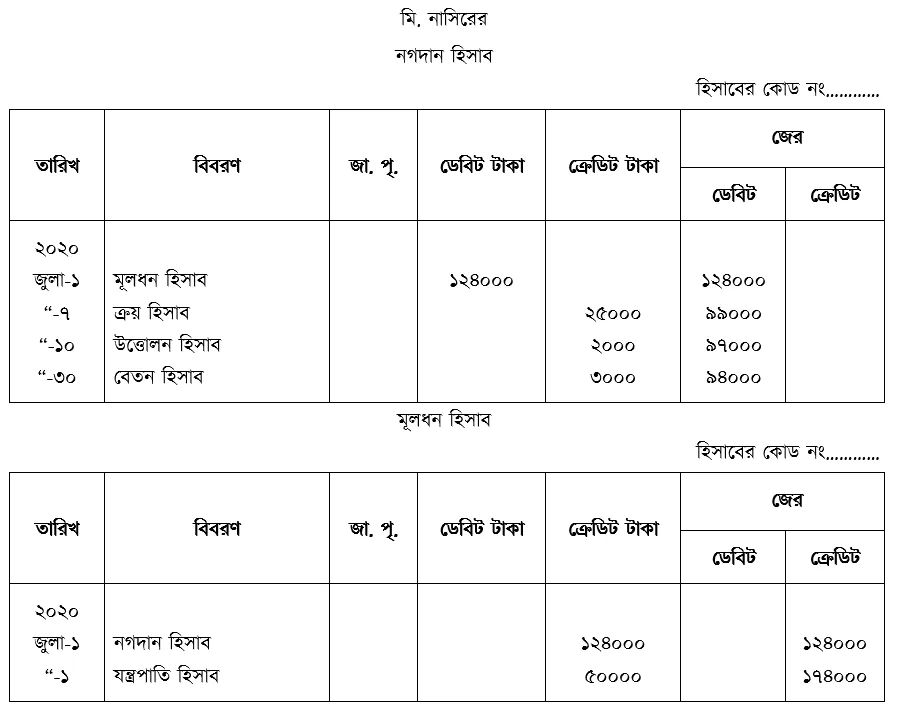 মি. নাসিরের
নগদান হিসাব
হিসাবের কোড নং............
তারিখ বিবরণ জা. পৃ. ডেবিট টাকা ক্রেডিট টাকা জের
ডেবিট ক্রেডিট
২০২০
জুলা-১ মূলধন হিসাব ১২৪০০০ ১২৪০০০
“-৭ ক্রয় হিসাব ২৫০০০ ৯৯০০০
“-১০ উত্তোলন হিসাব ২০০০ ৯৭০০০
“-৩০ বেতন হিসাব ৩০০০ ৯৪০০০
মূলধন হিসাব
হিসাবের কোড নং............
তারিখ বিবরণ জা. পৃ. ডেবিট টাকা ক্রেডিট টাকা জের
ডেবিট ক্রেডিট
২০২০
জুলা-১ নগদান হিসাব ১২৪০০০ ১২৪০০০
“-১ যন্ত্রপাতি হিসাব ৫০০০০ ১৭৪০০০